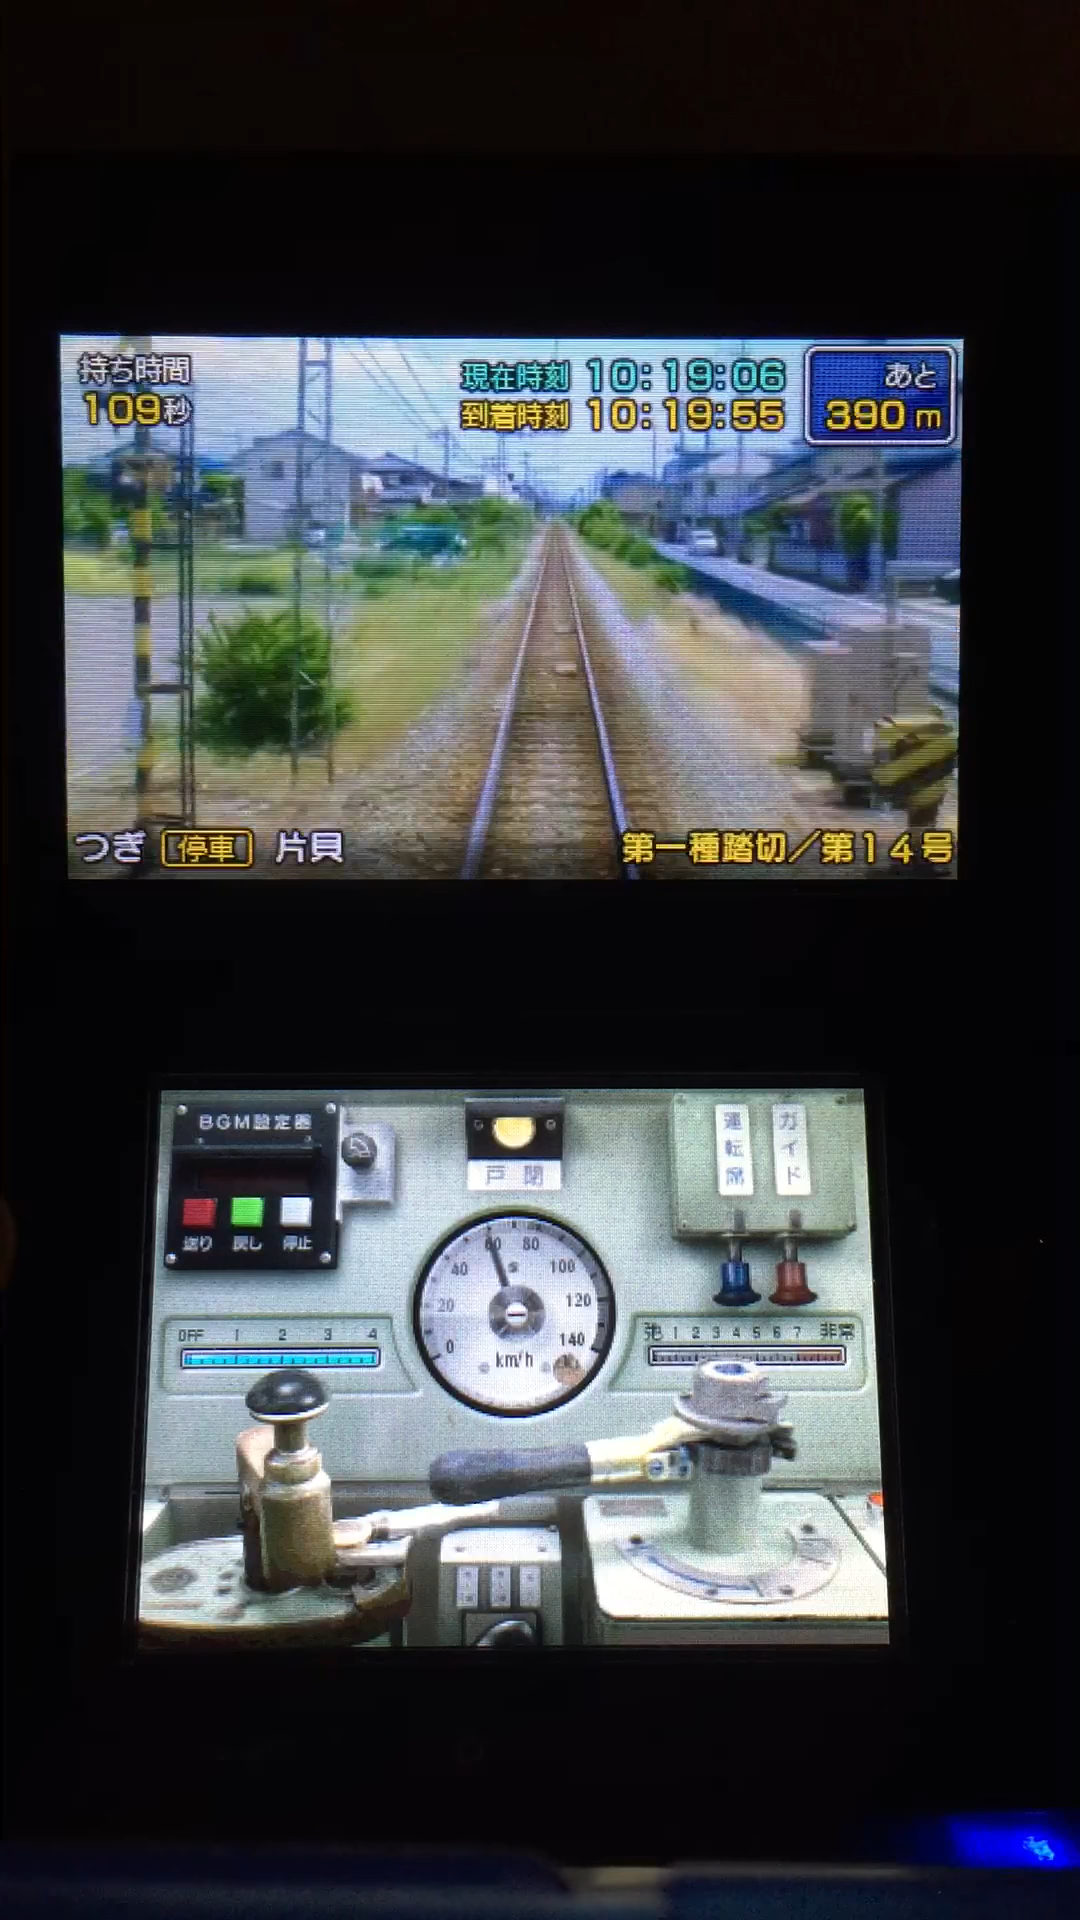 持ち時間
109秒
現在時刻 10:19:06
到着時刻 10:19:55
あと
390m
つぎ 停車 片貝
第一種踏切／第14号
BGM設定器
送り 戻し 停止
戸閉
運転席
ガイド
0 20 40 60 80 100 120 140
km/h
OFF 1 2 3 4
弛 1 2 3 4 5 6 7 非常